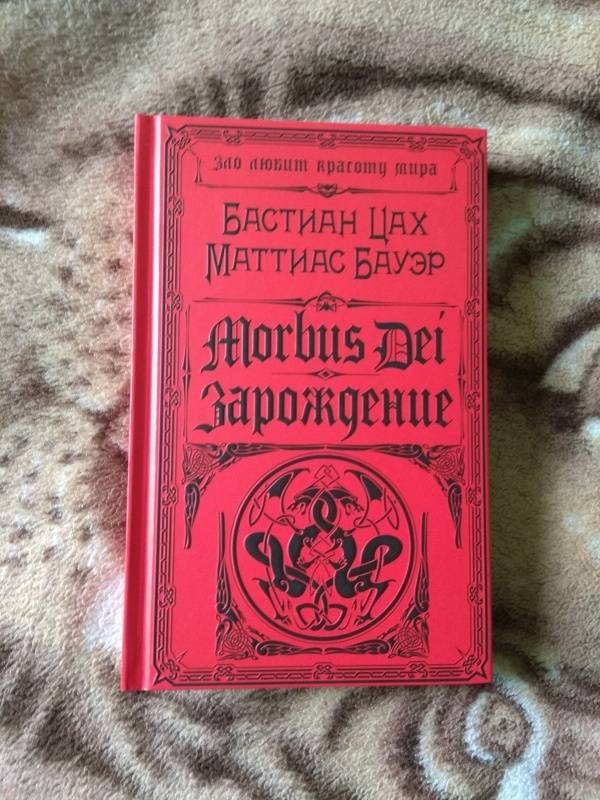 Зло любит красоту мира
Бастиан Цах
Маттиас Бауэр
Morbus Dei
Зарождение